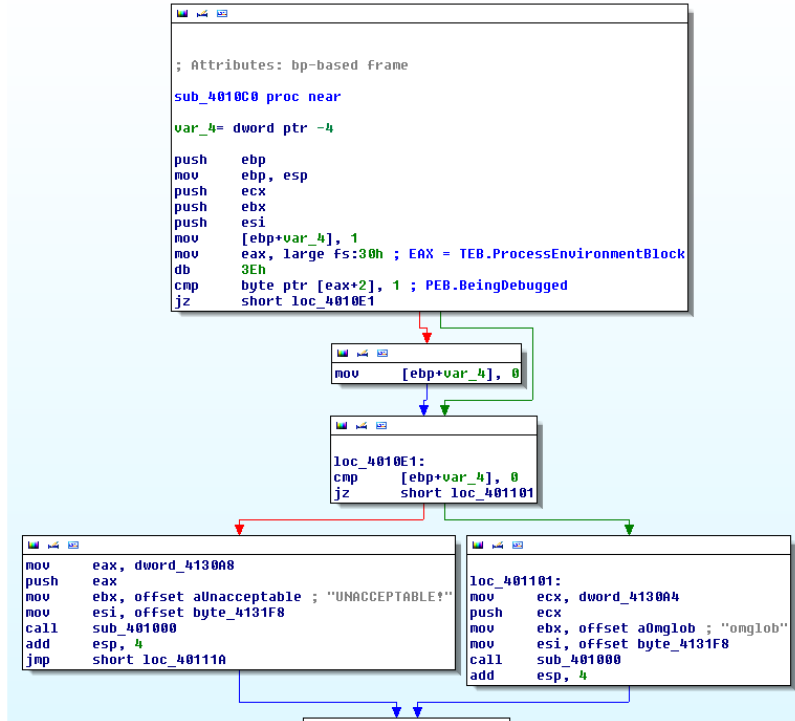 ; Attributes: bp-based frame
sub_4010C0 proc near
var_4= dword ptr -4
push    ebp
mov     ebp, esp
push    ecx
push    ebx
push    esi
mov     [ebp+var_4], 1
mov     eax, large fs:30h ; EAX = TEB.ProcessEnvironmentBlock
db      3Eh
cmp     byte ptr [eax+2], 1 ; PEB.BeingDebugged
jz      short loc_4010E1
mov     [ebp+var_4], 0
loc_4010E1:
cmp     [ebp+var_4], 0
jz      short loc_401101
mov     eax, dword_4130A8
push    eax
mov     ebx, offset aUnacceptable ; "UNACCEPTABLE!"
mov     esi, offset byte_4131F8
call    sub_401000
add     esp, 4
jmp     short loc_40111A
loc_401101:
mov     ecx, dword_4130A4
push    ecx
mov     ebx, offset aOmglob ; "omglob"
mov     esi, offset byte_4131F8
call    sub_401000
add     esp, 4